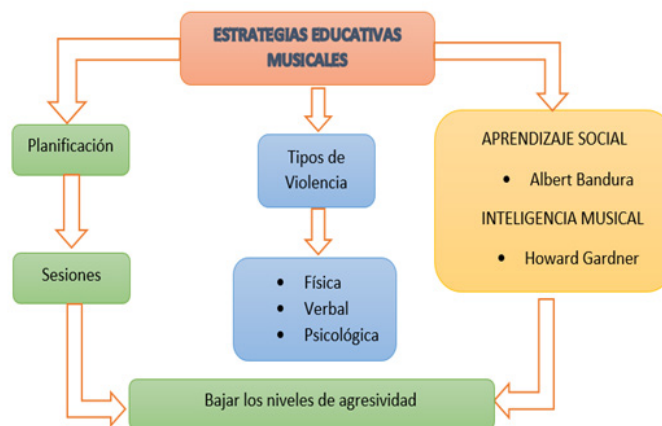 ESTRATEGIAS EDUCATIVAS
MUSICALES
Planificación
Sesiones
Tipos de
Violencia
• Física
• Verbal
• Psicológica
APRENDIZAJE SOCIAL
• Albert Bandura
INTELIGENCIA MUSICAL
• Howard Gardner
Bajar los niveles de agresividad